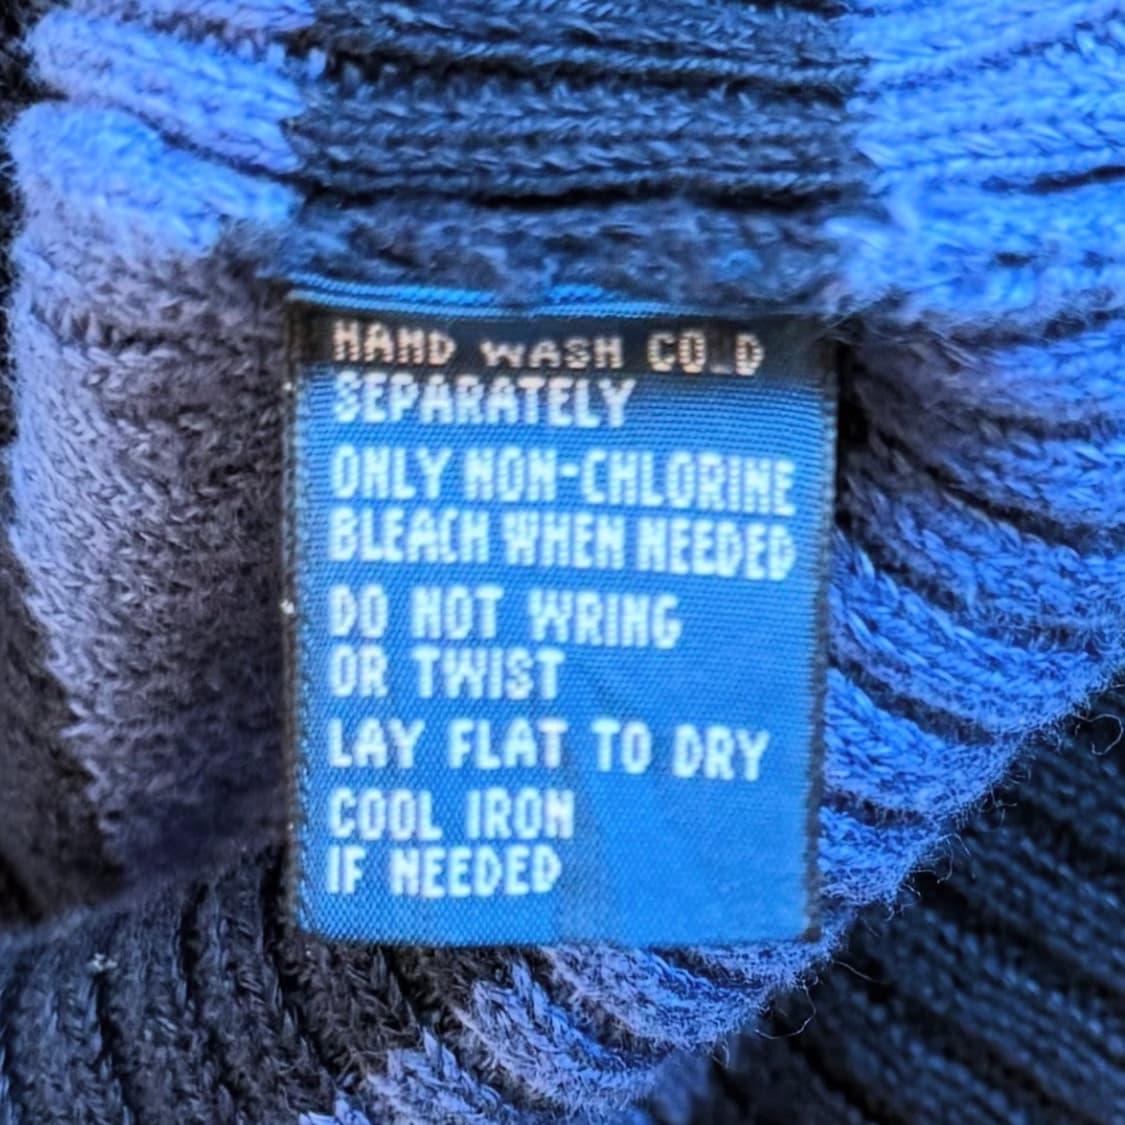 HAND WASH COLD
SEPARATELY
ONLY NON-CHLORINE
BLEACH WHEN NEEDED
DO NOT WRING
OR TWIST
LAY FLAT TO DRY
COOL IRON
IF NEEDED